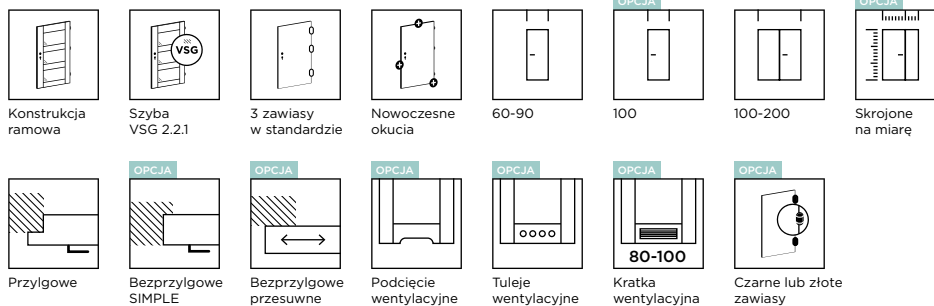 OPCJA
OPCJA
VSG
Konstrukcja
ramowa
Szyba
VSG 2.2.1
3 zawiasy
w standardzie
Nowoczesne
okucia
60-90
100
100-200
Skrojone
na miarę
OPCJA
OPCJA
OPCJA
OPCJA
OPCJA
OPCJA
80-100
Przylgowe
Bezprzylgowe
SIMPLE
Bezprzylgowe
przesuwne
Podcięcie
wentylacyjne
Tuleje
wentylacyjne
Kratka
wentylacyjna
Czarne lub złote
zawiasy